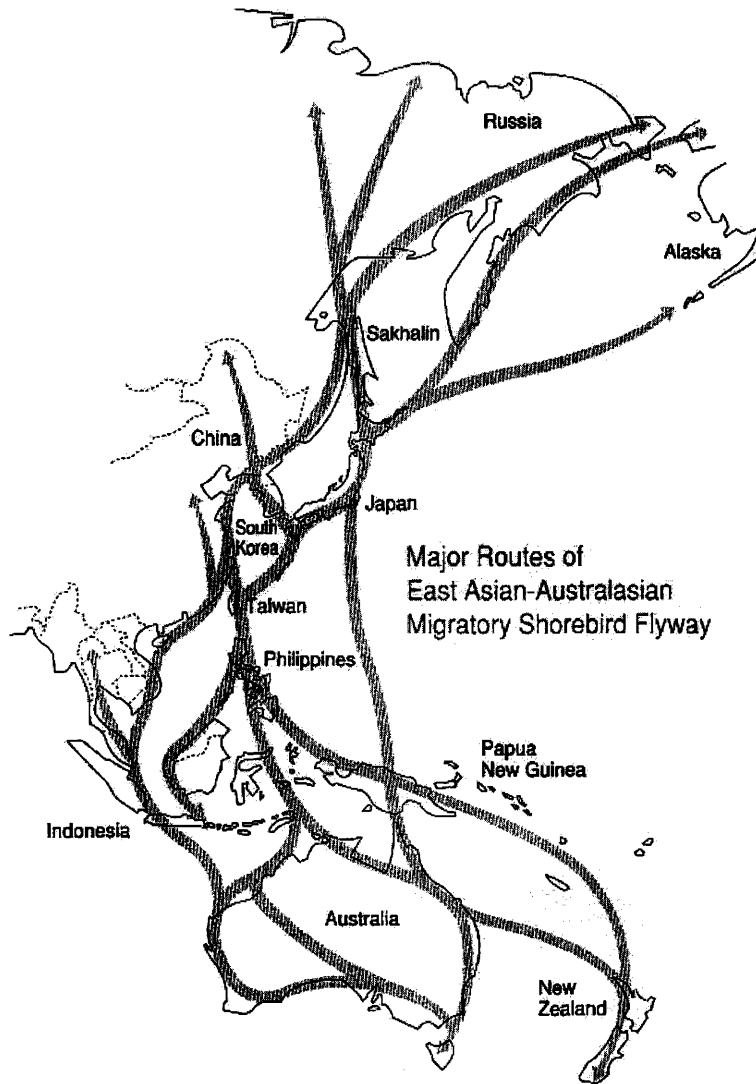 Russia
Alaska
Sakhalin
China
Japan
South
Korea
Major Routes of
East Asian-Australasian
Migratory Shorebird Flyway
Taiwan
Philippines
Papua
New Guinea
Indonesia
Australia
New
Zealand